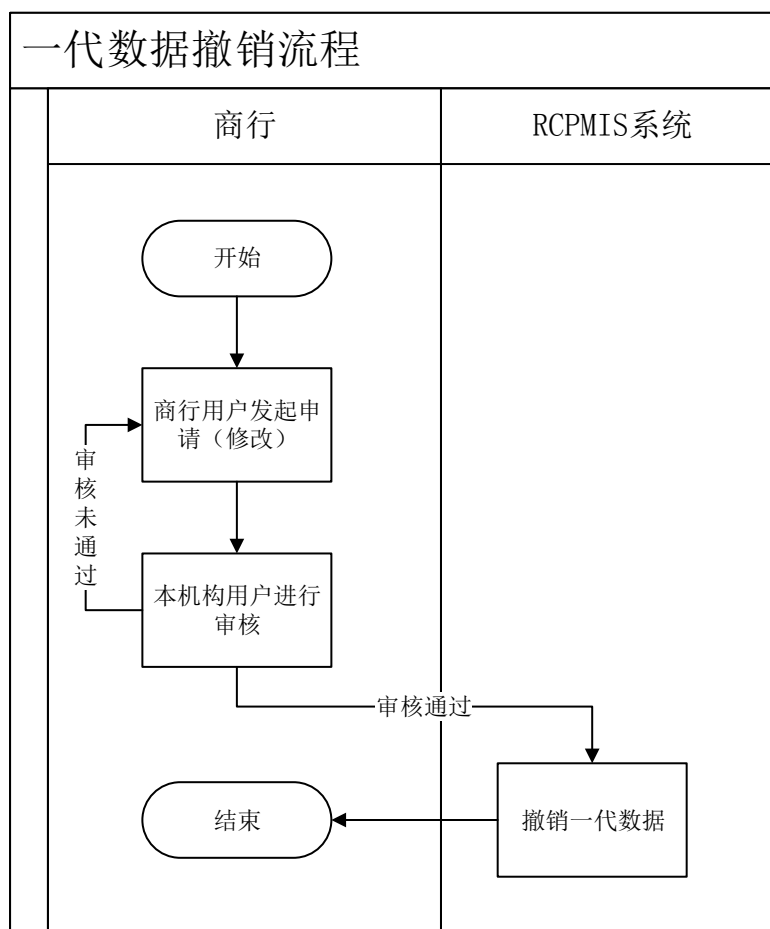 一代数据撤销流程
商行
RCPMIS系统
开始
商行用户发起申
请（修改）
审核未通过
本机构用户进行
审核
审核通过
结束
撤销一代数据